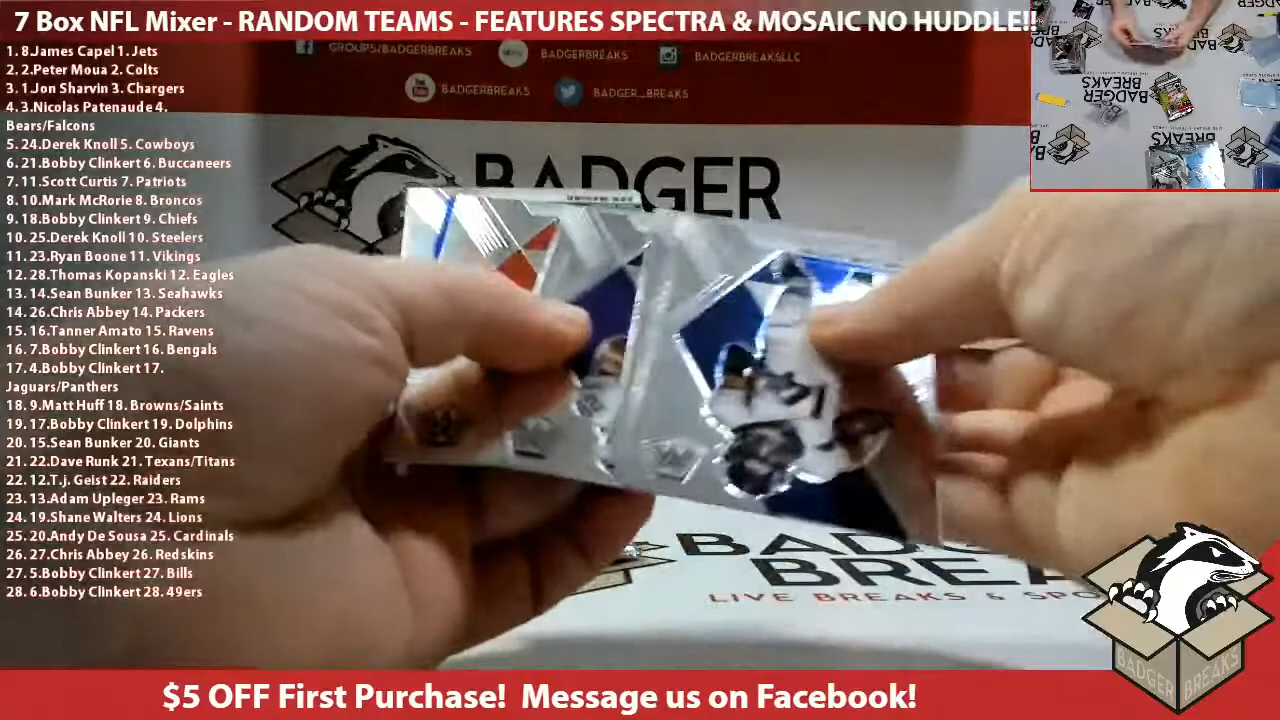 7 Box NFL Mixer - RANDOM TEAMS - FEATURES SPECTRA & MOSAIC NO HUDDLE!!
1. 8.James Capel 1. Jets
2. 2.Peter Moua 2. Colts
3. 1.Jon Sharvin 3. Chargers
4. 3.Nicolas Patenaude 4.
Bears/Falcons
5. 24.Derek Knoll 5. Cowboys
6. 21.Bobby Clinkert 6. Buccaneers
7. 11.Scott Curtis 7. Patriots
8. 10.Mark McRorie 8. Broncos
9. 18.Bobby Clinkert 9. Chiefs
10. 25.Derek Knoll 10. Steelers
11. 23.Ryan Boone 11. Vikings
12. 28.Thomas Kopanski 12. Eagles
13. 14.Sean Bunker 13. Seahawks
14. 26.Chris Abbey 14. Packers
15. 16.Tanner Amato 15. Ravens
16. 7.Bobby Clinkert 16. Bengals
17. 4.Bobby Clinkert 17.
Jaguars/Panthers
18. 9.Matt Huff 18. Browns/Saints
19. 17.Bobby Clinkert 19. Dolphins
20. 15.Sean Bunker 20. Giants
21. 22.Dave Runk 21. Texans/Titans
22. 12.T.j. Geist 22. Raiders
23. 13.Adam Upleger 23. Rams
24. 19.Shane Walters 24. Lions
25. 20.Andy De Sousa 25. Cardinals
26. 27.Chris Abbey 26. Redskins
27. 5.Bobby Clinkert 27. Bills
28. 6.Bobby Clinkert 28. 49ers
GROUPS/BADGERBREAKS
BADGERBREAKS
BADGERBREAKSLLC
BADGERBREAKS
BADGER_BREAKS
BADGER
BADGER
BREAKS
LIVE BREAKS &
BADGER BREAKS
BADGER BREAKS
$5 OFF First Purchase! Message us on Facebook!